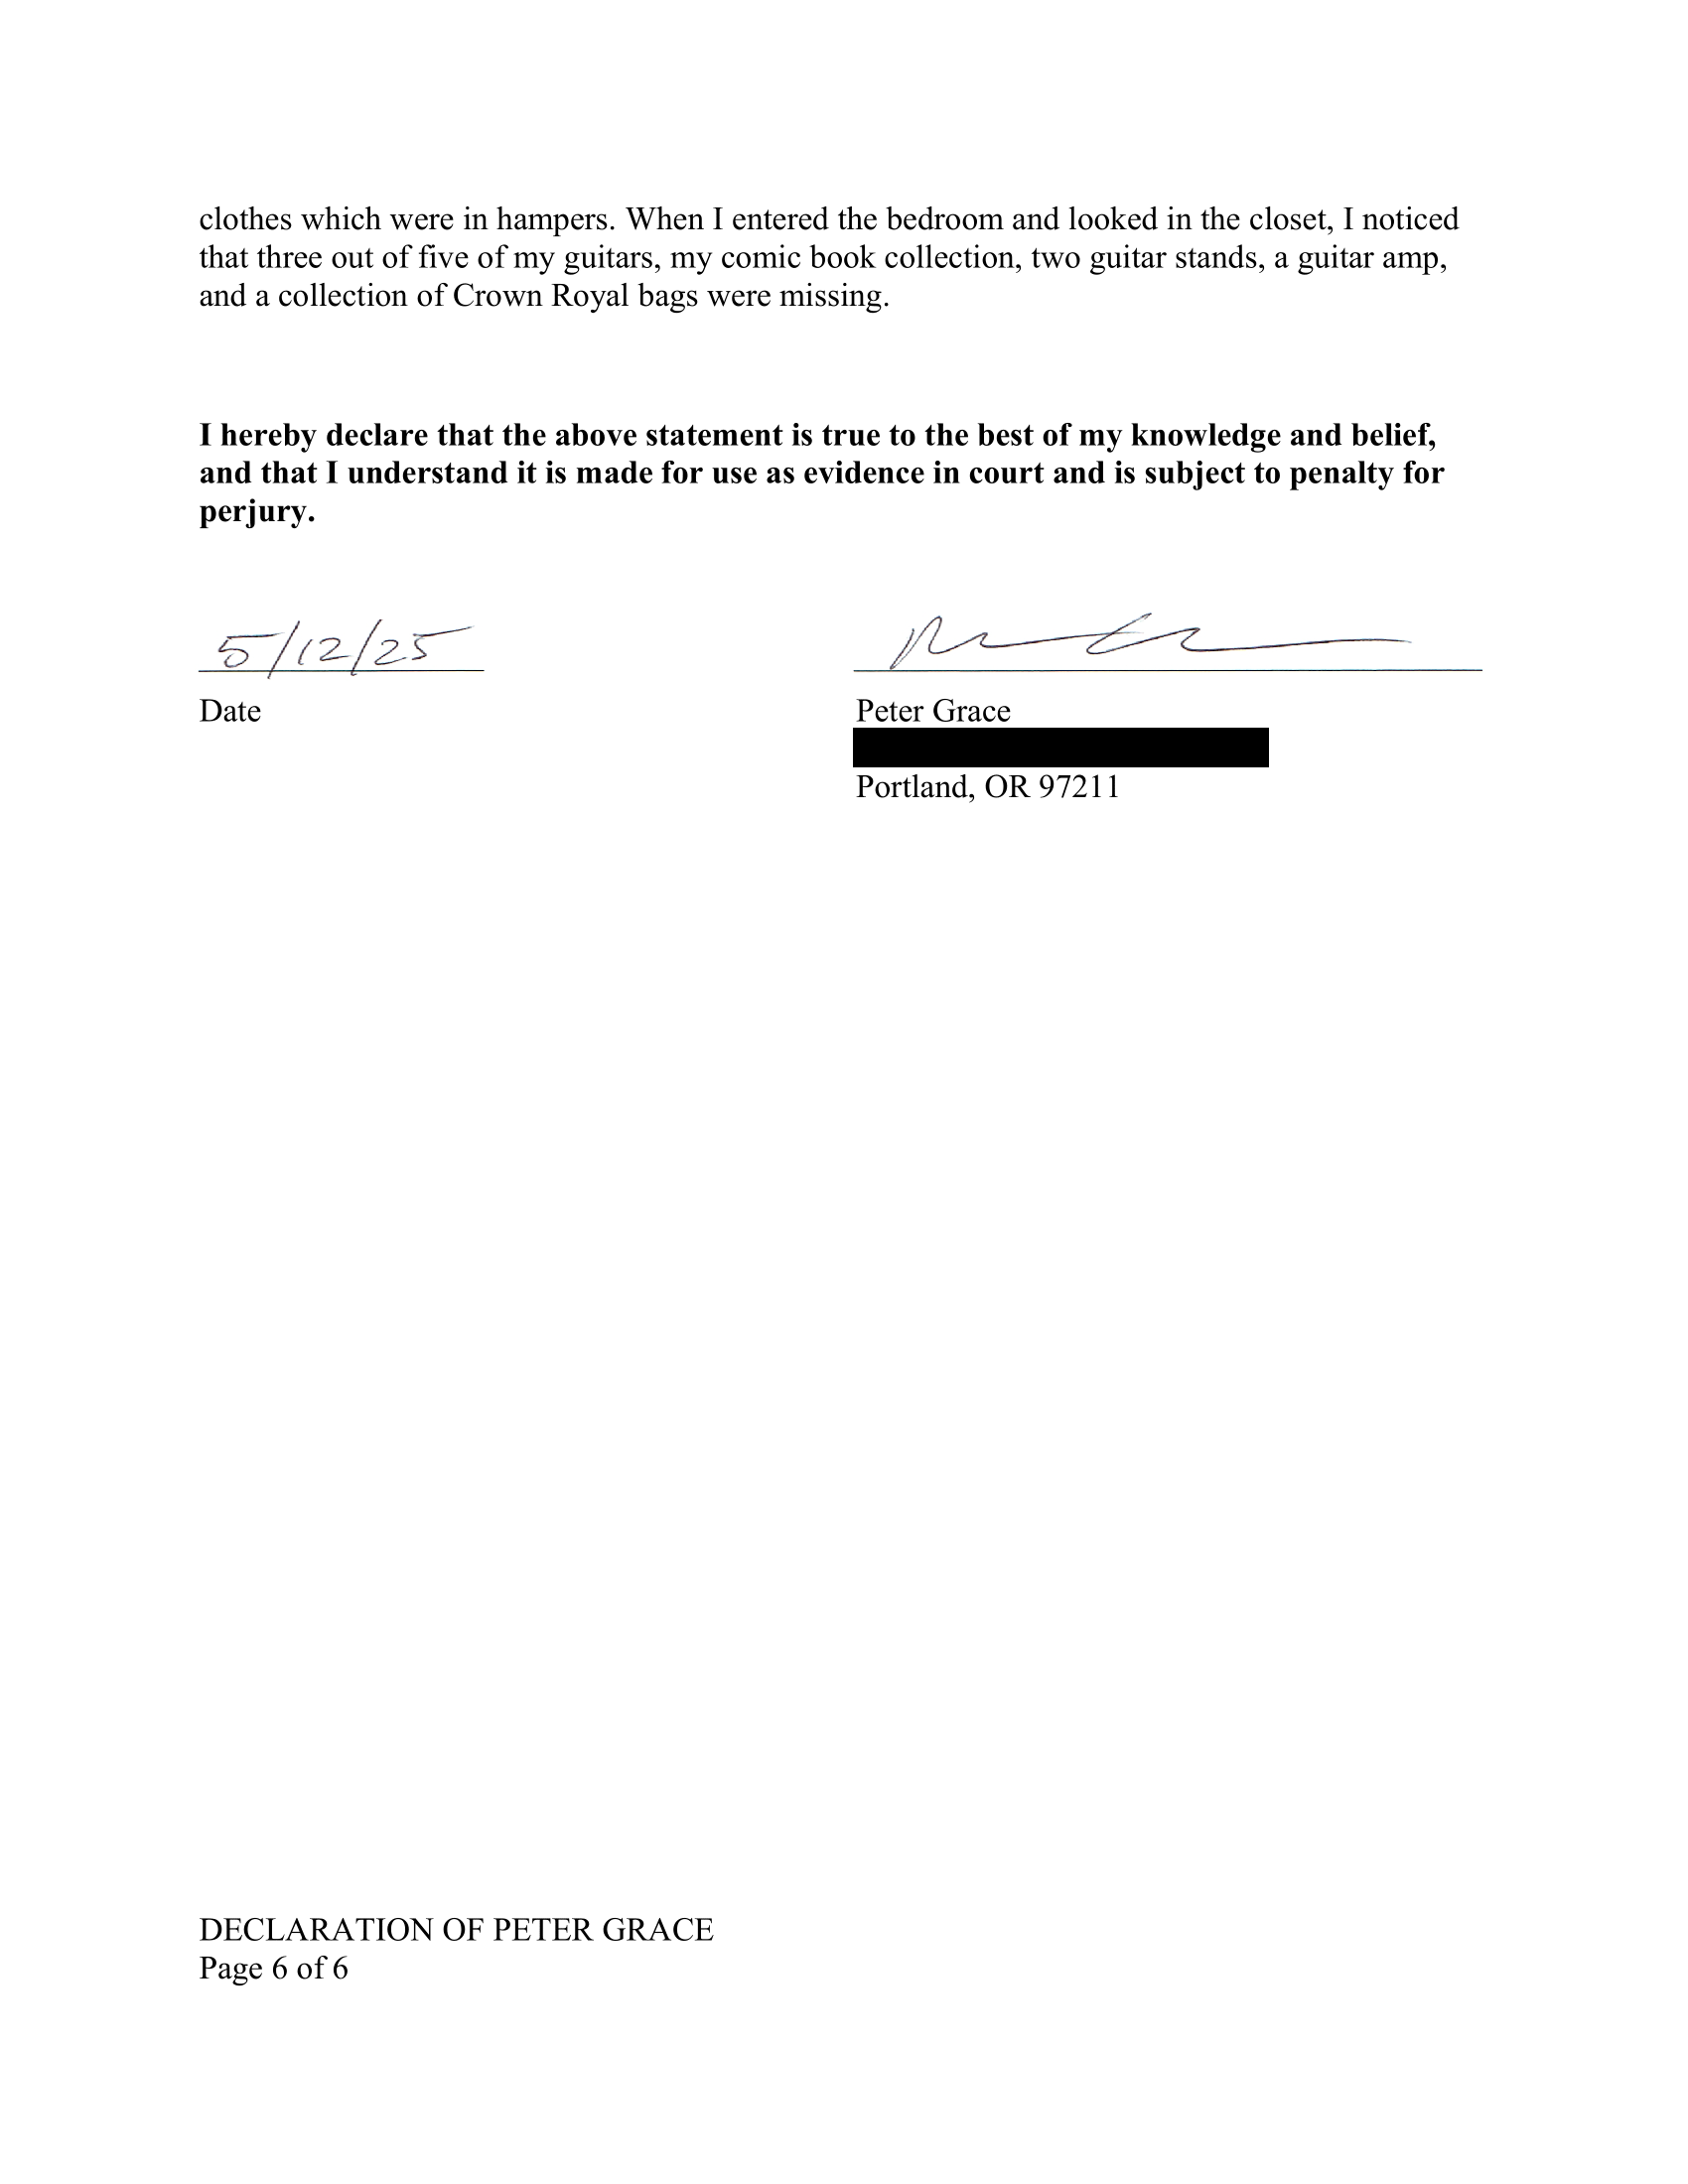 clothes which were in hampers. When I entered the bedroom and looked in the closet, I noticed
that three out of five of my guitars, my comic book collection, two guitar stands, a guitar amp,
and a collection of Crown Royal bags were missing.
I hereby declare that the above statement is true to the best of my knowledge and belief,
and that I understand it is made for use as evidence in court and is subject to penalty for
perjury.
5/12/25
Date
Peter Grace
Portland, OR 97211
DECLARATION OF PETER GRACE
Page 6 of 6